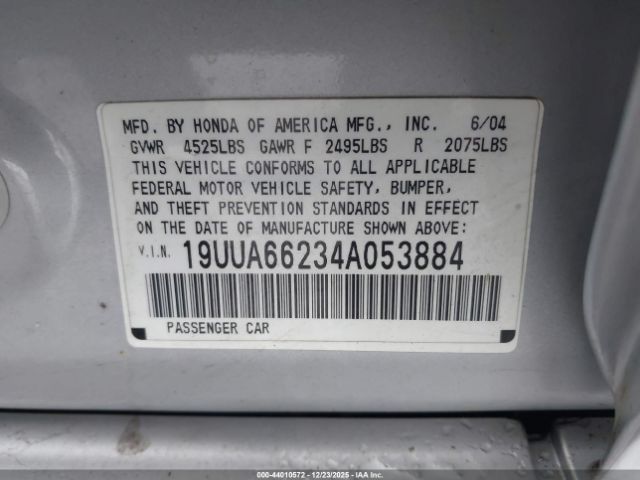 MFD. BY HONDA OF AMERICA MFG., INC. 6/04
GVWR 4525LBS GAWR F 2495LBS R 2075LBS
THIS VEHICLE CONFORMS TO ALL APPLICABLE
FEDERAL MOTOR VEHICLE SAFETY, BUMPER,
AND THEFT PREVENTION STANDARDS IN EFFECT
ON THE DATE OF MANUFACTURE SHOWN ABOVE:
V.I.N. 19UUA66234A053884
PASSENGER CAR
000-44010572 - 12/23/2025 - IAAI.COM